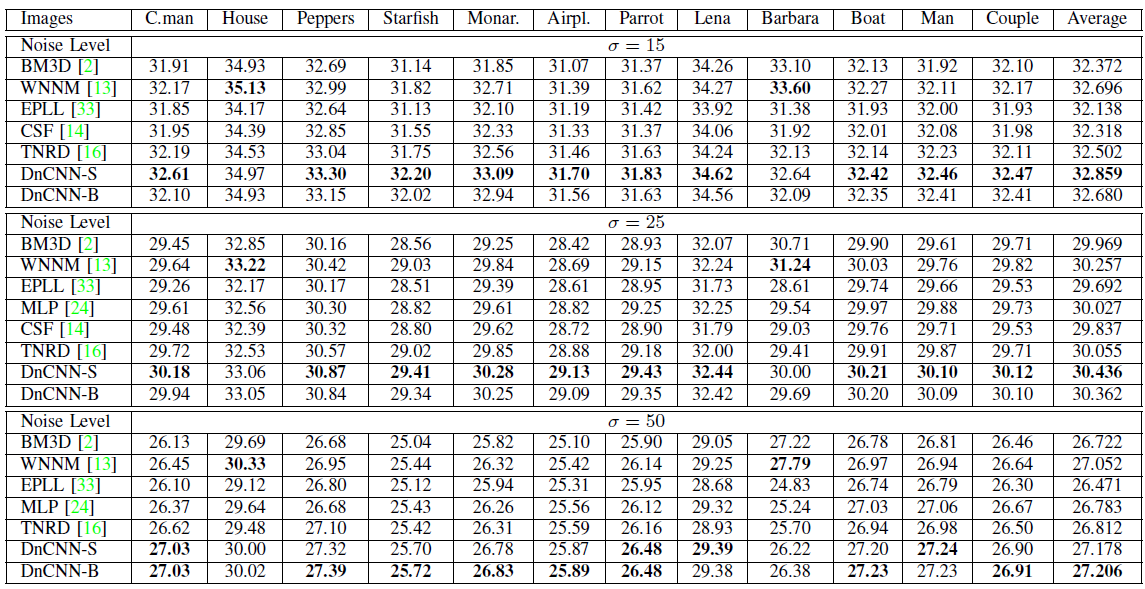 Images C.man House Peppers Starfish Monar. Airpl. Parrot Lena Barbara Boat Man Couple Average
Noise Level σ = 15
BM3D [2] 31.91 34.93 32.69 31.14 31.85 31.07 31.37 34.26 33.10 32.13 31.92 32.10 32.372
WNNM [13] 32.17 35.13 32.99 31.82 32.71 31.39 31.62 34.27 33.60 32.27 32.11 32.17 32.696
EPLL [33] 31.85 34.17 32.64 31.13 32.10 31.19 31.42 33.92 31.38 31.93 32.00 31.93 32.138
CSF [14] 31.95 34.39 32.85 31.55 32.33 31.33 31.37 34.06 31.92 32.01 32.08 31.98 32.318
TNRD [16] 32.19 34.53 33.04 31.75 32.56 31.46 31.63 34.24 32.13 32.14 32.23 32.11 32.502
DnCNN-S 32.61 34.97 33.30 32.20 33.09 31.70 31.83 34.62 32.64 32.42 32.46 32.47 32.859
DnCNN-B 32.10 34.93 33.15 32.02 32.94 31.56 31.63 34.56 32.09 32.35 32.41 32.41 32.680
Noise Level σ = 25
BM3D [2] 29.45 32.85 30.16 28.56 29.25 28.42 28.93 32.07 30.71 29.90 29.61 29.71 29.969
WNNM [13] 29.64 33.22 30.42 29.03 29.84 28.69 29.15 32.24 31.24 30.03 29.76 29.82 30.257
EPLL [33] 29.26 32.17 30.17 28.51 29.39 28.61 28.95 31.73 28.61 29.74 29.66 29.53 29.692
MLP [24] 29.61 32.56 30.30 28.82 29.61 28.82 29.25 32.25 29.54 29.97 29.88 29.73 30.027
CSF [14] 29.48 32.39 30.32 28.80 29.62 28.72 28.90 31.79 29.03 29.76 29.71 29.53 29.837
TNRD [16] 29.72 32.53 30.57 29.02 29.85 28.88 29.18 32.00 29.41 29.91 29.87 29.71 30.055
DnCNN-S 30.18 33.06 30.87 29.41 30.28 29.13 29.43 32.44 30.00 30.21 30.10 30.12 30.436
DnCNN-B 29.94 33.05 30.84 29.34 30.25 29.09 29.35 32.42 29.69 30.20 30.09 30.10 30.362
Noise Level σ = 50
BM3D [2] 26.13 29.69 26.68 25.04 25.82 25.10 25.90 29.05 27.22 26.78 26.81 26.46 26.722
WNNM [13] 26.45 30.33 26.95 25.44 26.32 25.42 26.14 29.25 27.79 26.97 26.94 26.64 27.052
EPLL [33] 26.10 29.12 26.80 25.12 25.94 25.31 25.95 28.68 24.83 26.74 26.79 26.30 26.471
MLP [24] 26.37 29.64 26.68 25.43 26.26 25.56 26.12 29.32 25.24 27.03 27.06 26.67 26.783
TNRD [16] 26.62 29.48 27.10 25.42 26.31 25.59 26.16 28.93 25.70 26.94 26.98 26.50 26.812
DnCNN-S 27.03 30.00 27.32 25.70 26.78 25.87 26.48 29.39 26.22 27.20 27.24 26.90 27.178
DnCNN-B 27.03 30.02 27.39 25.72 26.83 25.89 26.48 29.38 26.38 27.23 27.23 26.91 27.206